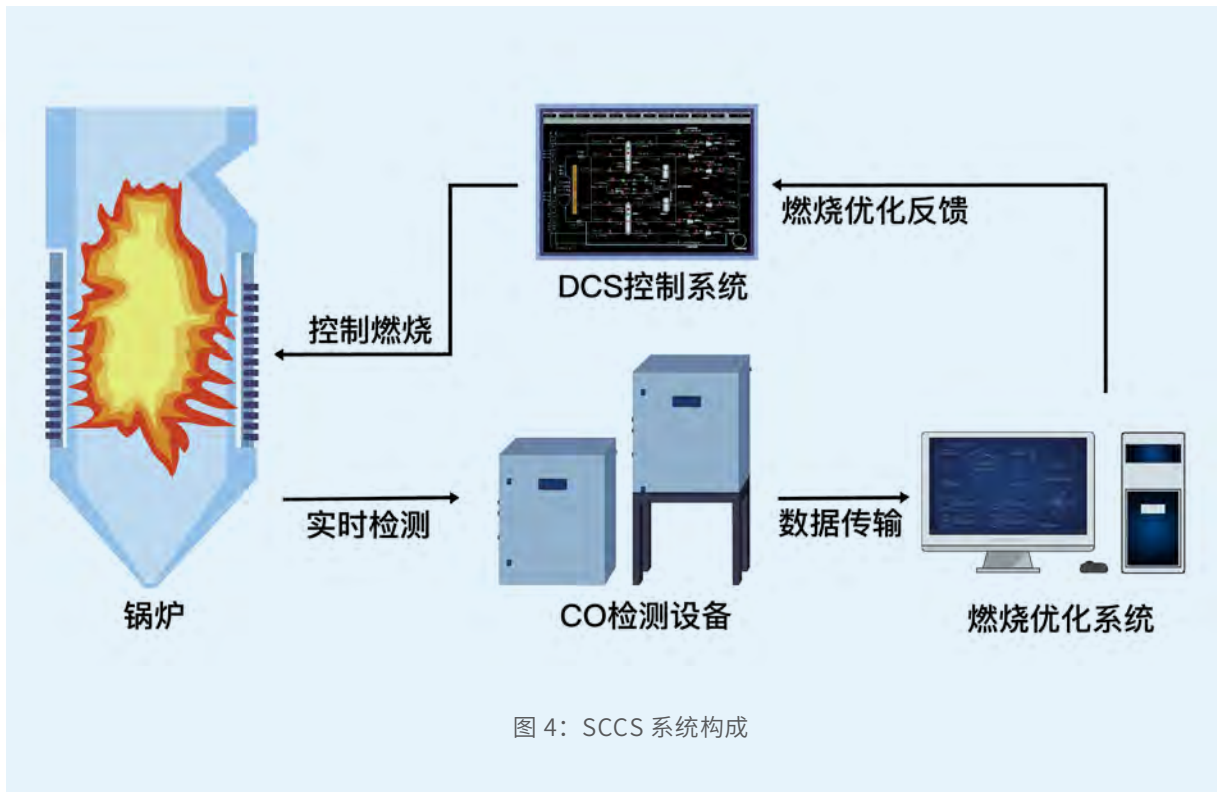 燃烧优化反馈
DCS控制系统
控制燃烧
实时检测
数据传输
锅炉
CO检测设备
燃烧优化系统
图 4：SCCS 系统构成